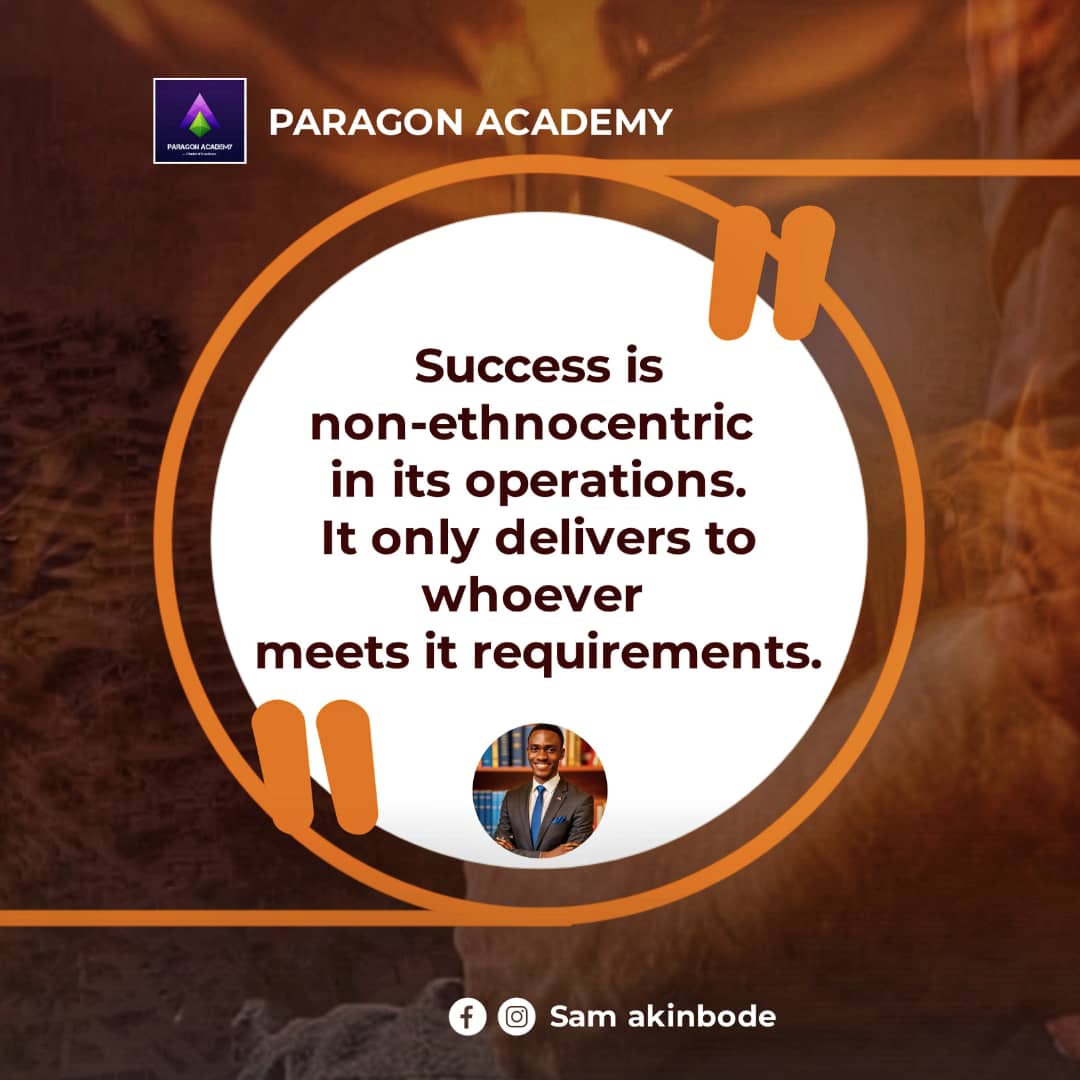 PARAGON ACADEMY
PARAGON ACADEMY
Success is
non-ethnocentric
in its operations.
It only delivers to
whoever
meets it requirements.
Sam akinbode